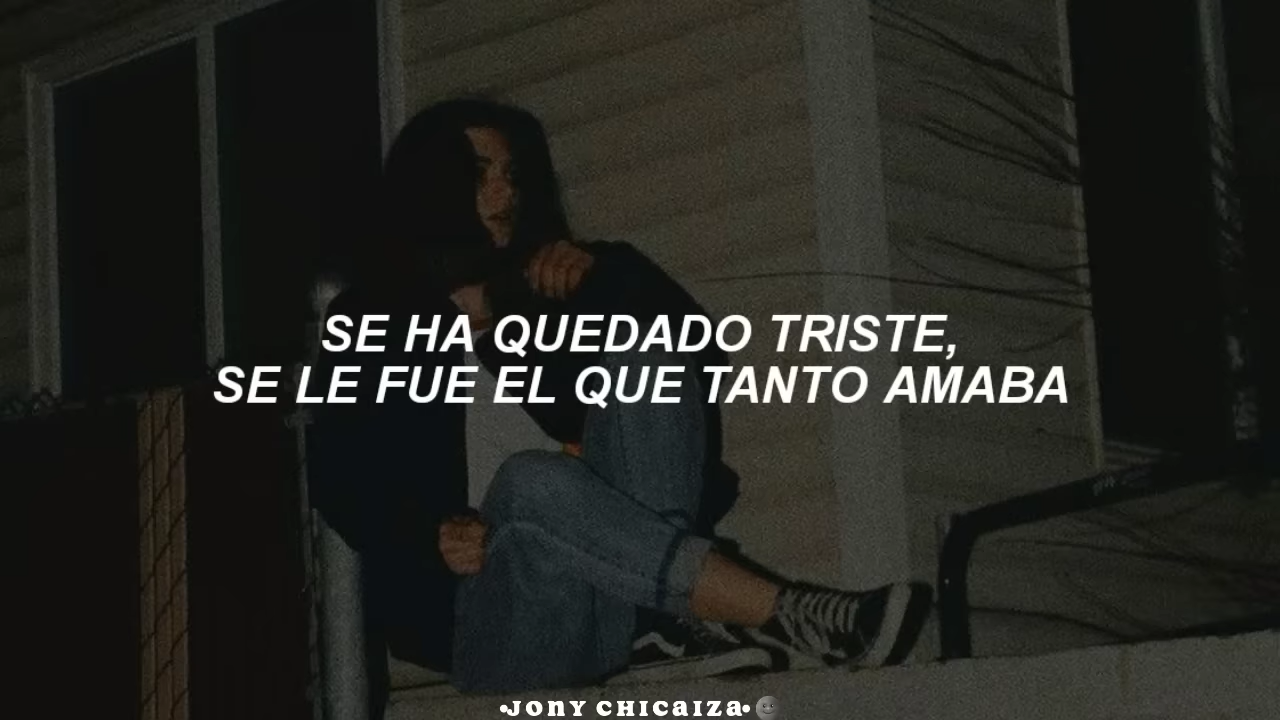 SE HA QUEDADO TRISTE,
SE LE FUE EL QUE TANTO AMABA
•JONY CHICAIZA•🌚